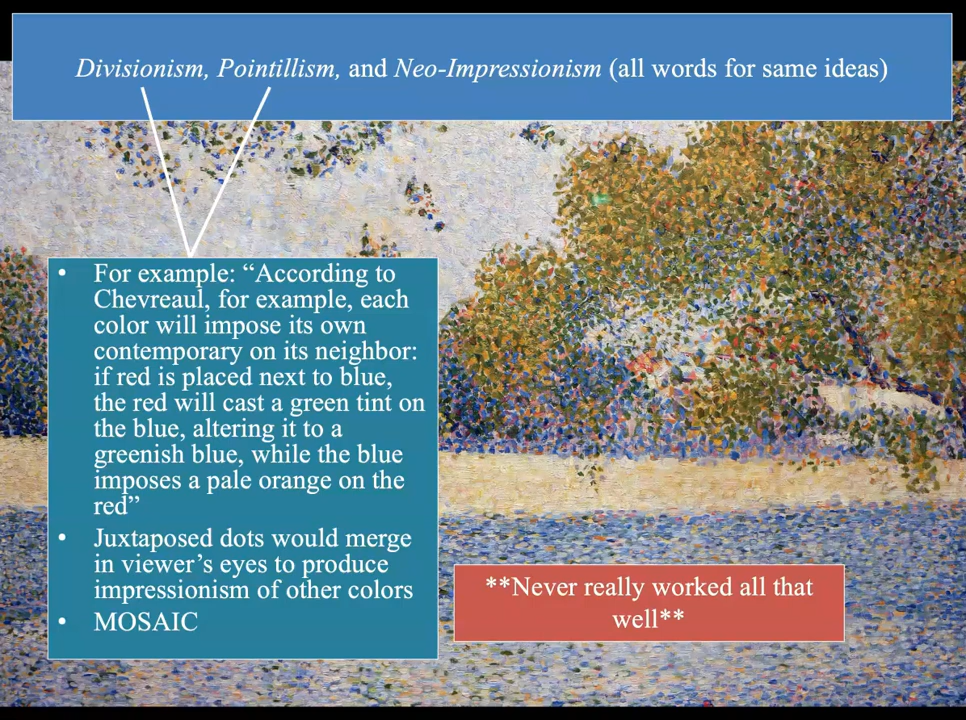 Divisionism, Pointillism, and Neo-Impressionism (all words for same ideas)
• For example: “According to
Chevreaul, for example, each
color will impose its own
contemporary on its neighbor:
if red is placed next to blue,
the red will cast a green tint on
the blue, altering it to a
greenish blue, while the blue
imposes a pale orange on the
red”
• Juxtaposed dots would merge
in viewer’s eyes to produce
impressionism of other colors
• MOSAIC
**Never really worked all that
well**